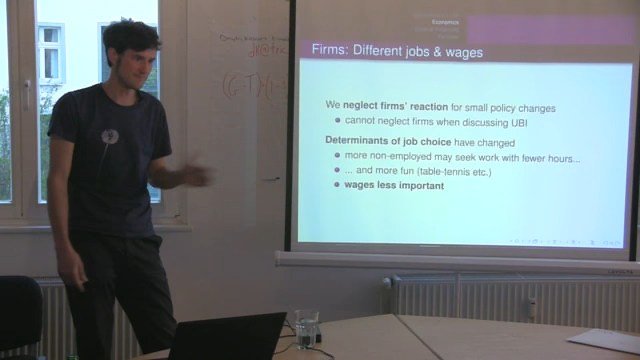 Economics
Firms: Different jobs & wages
We neglect firms' reaction for small policy changes
cannot neglect firms when discussing UBI
Determinants of job choice have changed
more non-employed may seek work with fewer hours...
... and more fun (table-tennis etc.)
wages less important